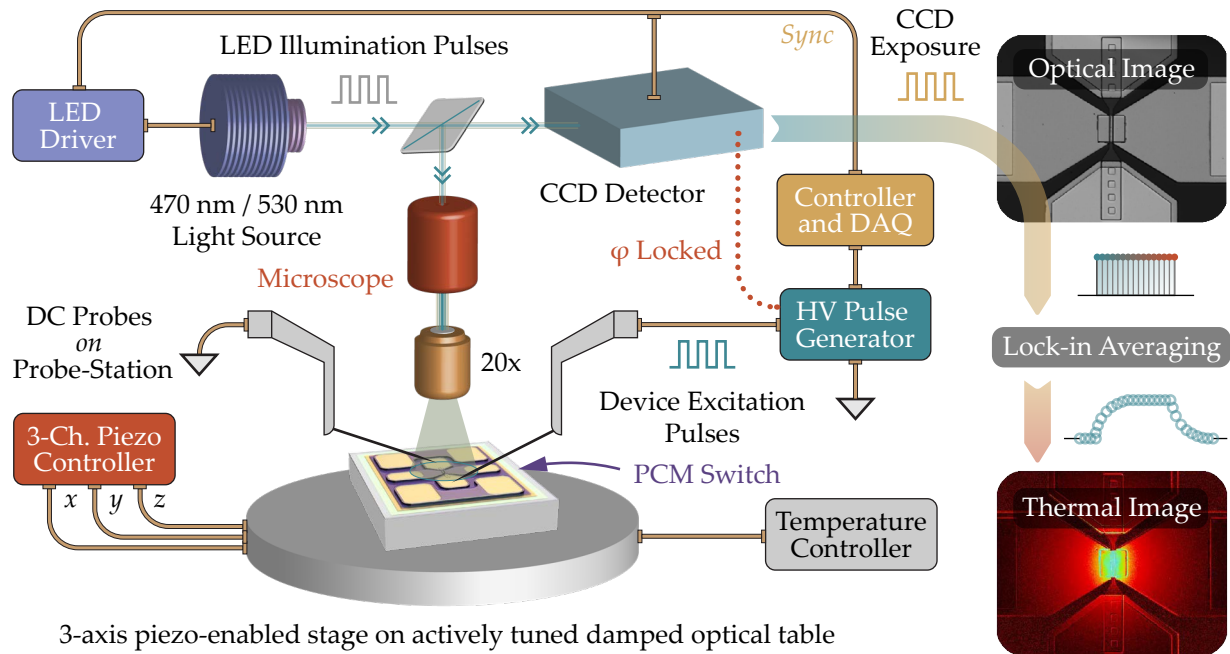 LED Illumination Pulses
Sync
CCD
Exposure
Optical Image
LED
Driver
470 nm / 530 nm
Light Source
CCD Detector
Controller
and DAQ
Microscope
φ Locked
DC Probes
on
Probe-Station
20x
HV Pulse
Generator
Lock-in Averaging
Device Excitation
Pulses
3-Ch. Piezo
Controller
x y z
PCM Switch
Temperature
Controller
Thermal Image
3-axis piezo-enabled stage on actively tuned damped optical table